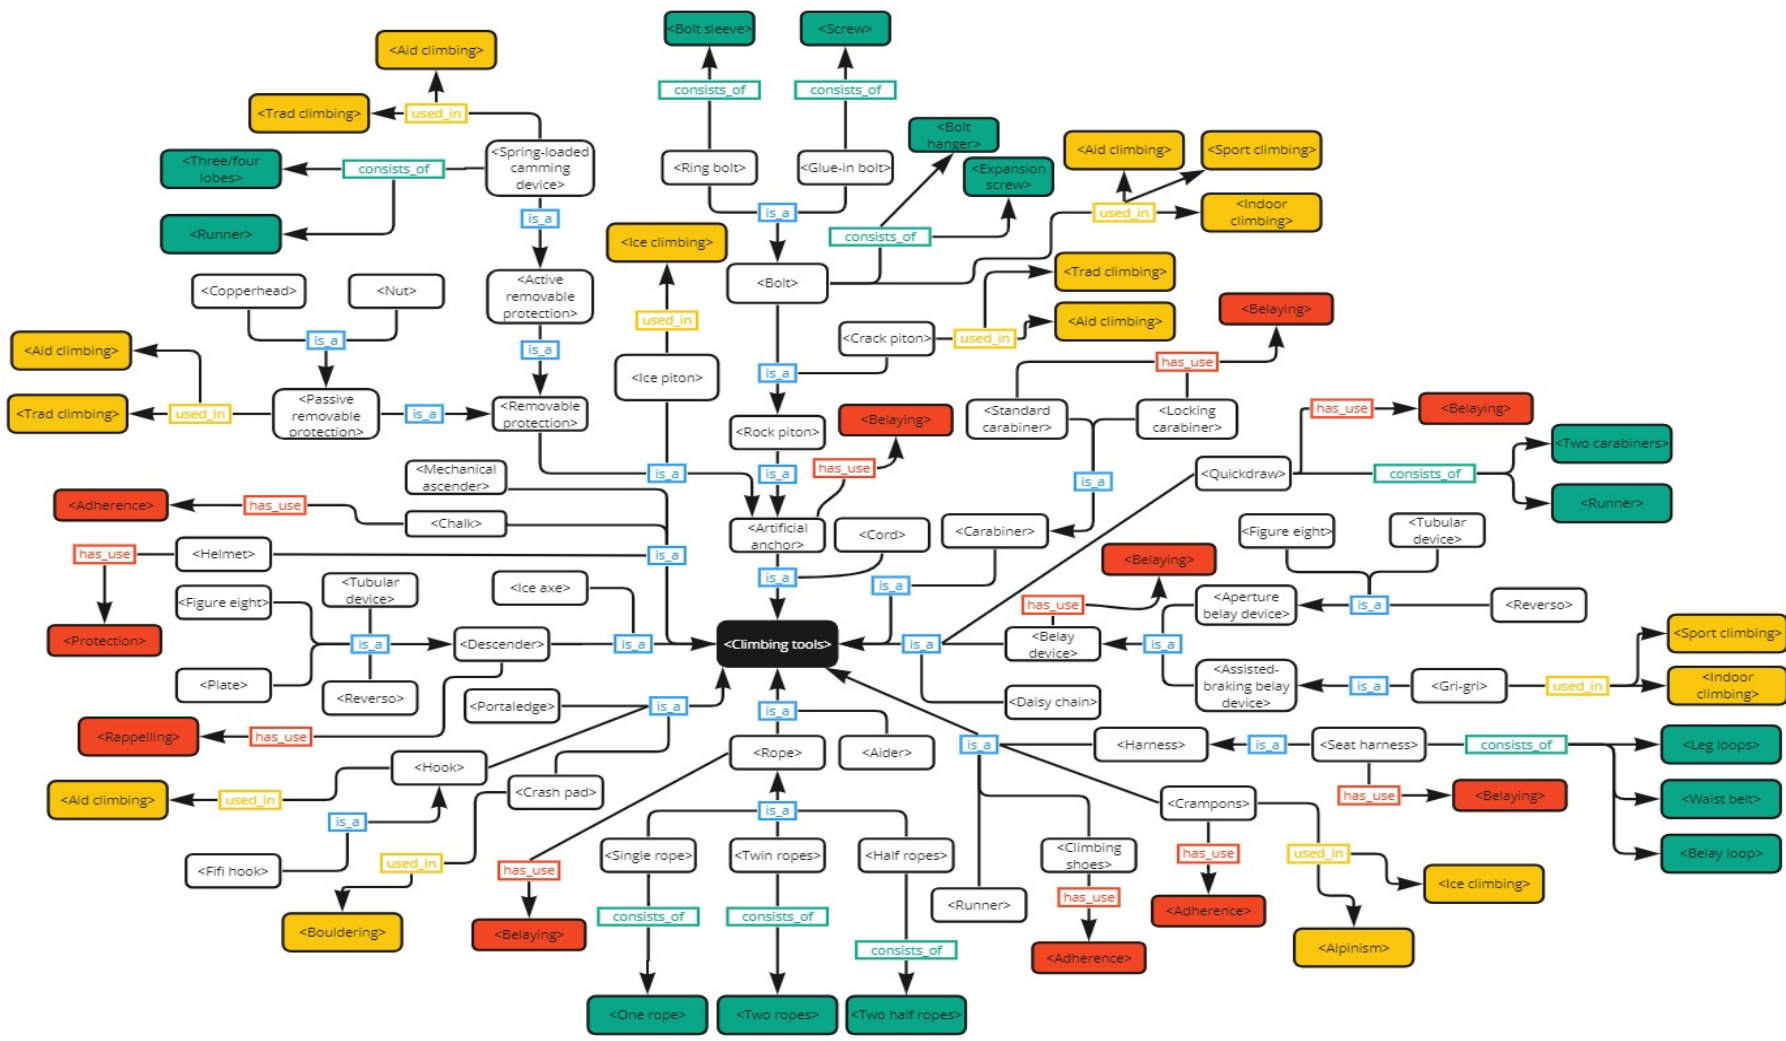 <Bolt sleeve>
<Screw>
<Aid climbing>
consists_of
consists_of
<Trad climbing>
used_in
<Bolt
hanger>
<Aid climbing>
<Sport climbing>
<Three/four
lobes>
consists_of
<Spring-loaded
camming
device>
<Ring bolt>
<Glue-in bolt>
<Expansion
screw>
is_a
is_a
used_in
<Indoor
climbing>
<Runner>
<Ice climbing>
consists_of
<Trad climbing>
<Copperhead>
<Nut>
<Active
removable
protection>
<Bolt>
<Belaying>
used_in
<Aid climbing>
is_a
<Crack piton>
used_in
<Aid climbing>
is_a
has_use
<Ice piton>
is_a
<Trad climbing>
used_in
<Passive
removable
protection>
is_a
<Removable
protection>
<Rock piton>
<Belaying>
<Standard
carabiner>
<Locking
carabiner>
has_use
<Belaying>
<Two carabiners>
<Mechanical
ascender>
is_a
is_a
has_use
is_a
<Quickdraw>
consists_of
<Adherence>
has_use
<Chalk>
<Runner>
<Artificial
anchor>
<Cord>
<Carabiner>
<Figure eight>
<Tubular
device>
has_use
<Helmet>
is_a
<Belaying>
<Tubular
device>
<Ice axe>
is_a
is_a
<Figure eight>
has_use
<Aperture
belay device>
is_a
<Reverso>
<Protection>
is_a
<Descender>
is_a
<Climbing tools>
is_a
<Belay
device>
is_a
<Sport climbing>
<Plate>
<Reverso>
<Portaledge>
is_a
is_a
<Daisy chain>
<Assisted-
braking belay
device>
is_a
<Gri-gri>
used_in
<Indoor
climbing>
<Rappelling>
has_use
<Rope>
<Aider>
is_a
<Harness>
is_a
<Seat harness>
consists_of
<Leg loops>
<Hook>
<Aid climbing>
used_in
<Crash pad>
<Crampons>
has_use
<Belaying>
<Waist belt>
is_a
is_a
<Fifi hook>
used_in
<Single rope>
<Twin ropes>
<Half ropes>
<Climbing
shoes>
has_use
used_in
<Belay loop>
has_use
<Runner>
has_use
<Ice climbing>
<Bouldering>
<Belaying>
consists_of
consists_of
<Adherence>
consists_of
<Adherence>
<Alpinism>
<One rope>
<Two ropes>
<Two half ropes>